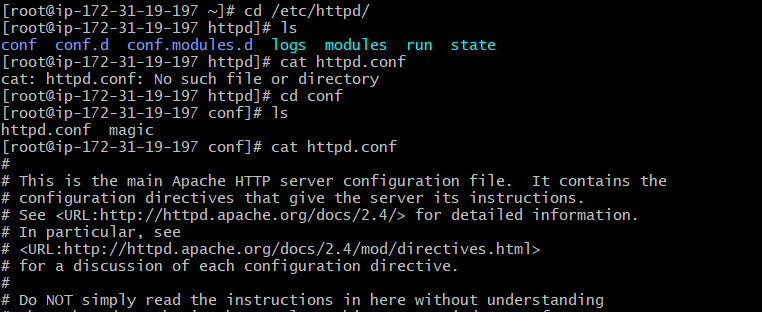 [root@ip-172-31-19-197 ~]# cd /etc/httpd/
[root@ip-172-31-19-197 httpd]# ls
conf  conf.d  conf.modules.d  logs  modules  run  state
[root@ip-172-31-19-197 httpd]# cat httpd.conf
cat: httpd.conf: No such file or directory
[root@ip-172-31-19-197 httpd]# cd conf
[root@ip-172-31-19-197 conf]# ls
httpd.conf  magic
[root@ip-172-31-19-197 conf]# cat httpd.conf
#
# This is the main Apache HTTP server configuration file.  It contains the
# configuration directives that give the server its instructions.
# See <URL:http://httpd.apache.org/docs/2.4/> for detailed information.
# In particular, see
# <URL:http://httpd.apache.org/docs/2.4/mod/directives.html>
# for a discussion of each configuration directive.
#
# Do NOT simply read the instructions in here without understanding